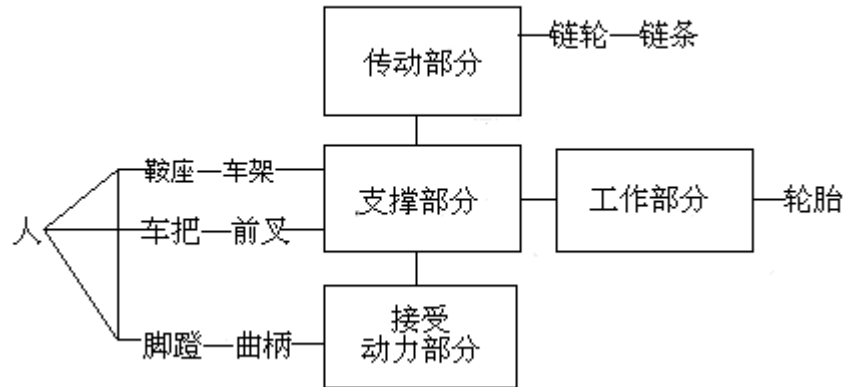 传动部分
链轮
链条
鞍座
车架
支撑部分
工作部分
轮胎
人
车把
前叉
脚蹬
曲柄
接受
动力部分